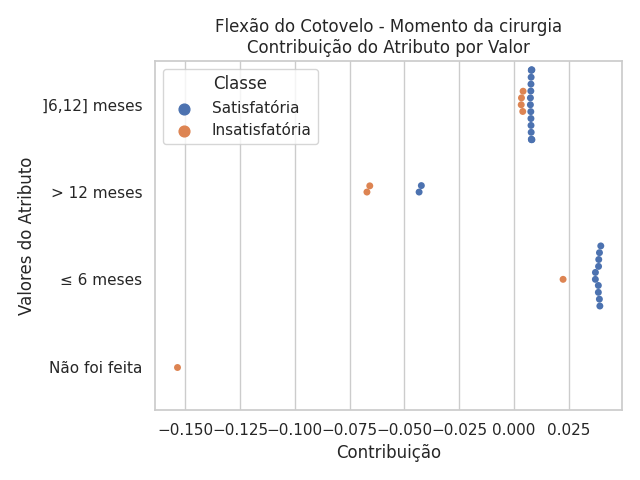 Flexão do Cotovelo - Momento da cirurgia
Contribuição do Atributo por Valor
Classe
Satisfatória
Insatisfatória
Valores do Atributo
]6,12] meses
> 12 meses
≤ 6 meses
Não foi feita
−0.150 −0.125 −0.100 −0.075 −0.050 −0.025 0.000 0.025
Contribuição